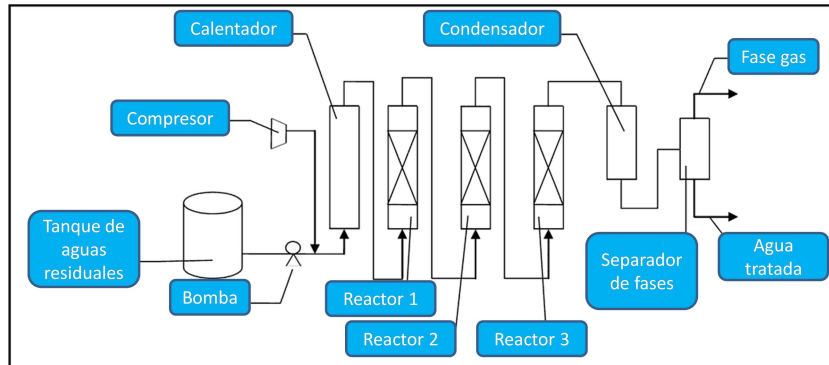 Calentador
Condensador
Fase gas
Compresor
Tanque de
aguas
residuales
Bomba
Reactor 1
Reactor 2
Reactor 3
Separador
de fases
Agua
tratada